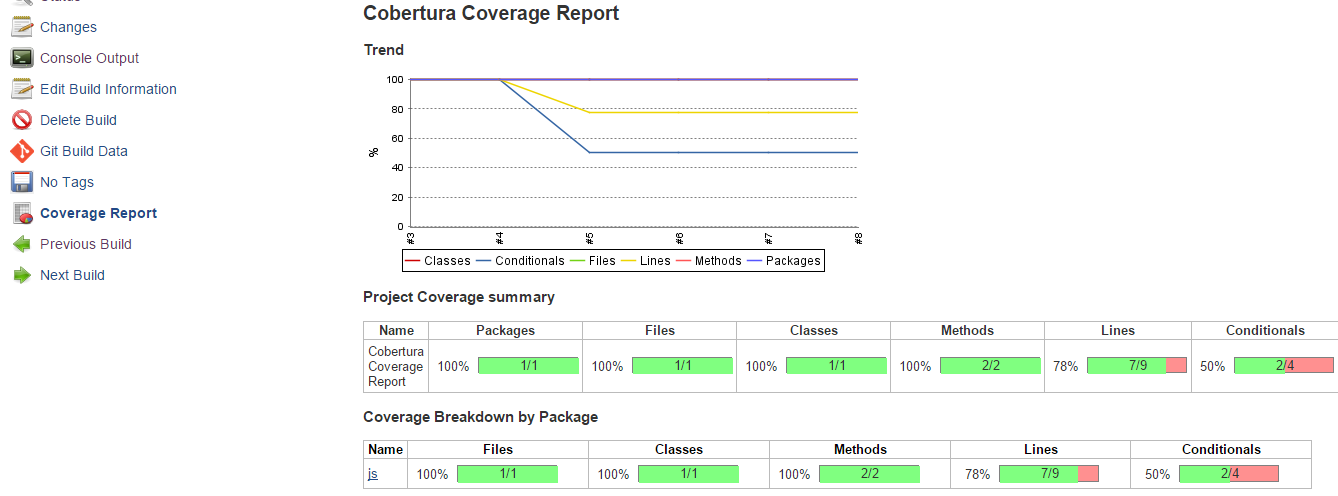 Changes
Console Output
Edit Build Information
Delete Build
Git Build Data
No Tags
Coverage Report
Previous Build
Next Build
Cobertura Coverage Report
Trend
100
80
60
40
20
0
%
#3 #4 #5 #6 #7 #8
Classes Conditionals Files Lines Methods Packages
Project Coverage summary
Name Packages Files Classes Methods Lines Conditionals
Cobertura
Coverage
Report
100% 1/1 100% 1/1 100% 1/1 100% 2/2 78% 7/9 50% 2/4
Coverage Breakdown by Package
Name Files Classes Methods Lines Conditionals
js 100% 1/1 100% 1/1 100% 2/2 78% 7/9 50% 2/4